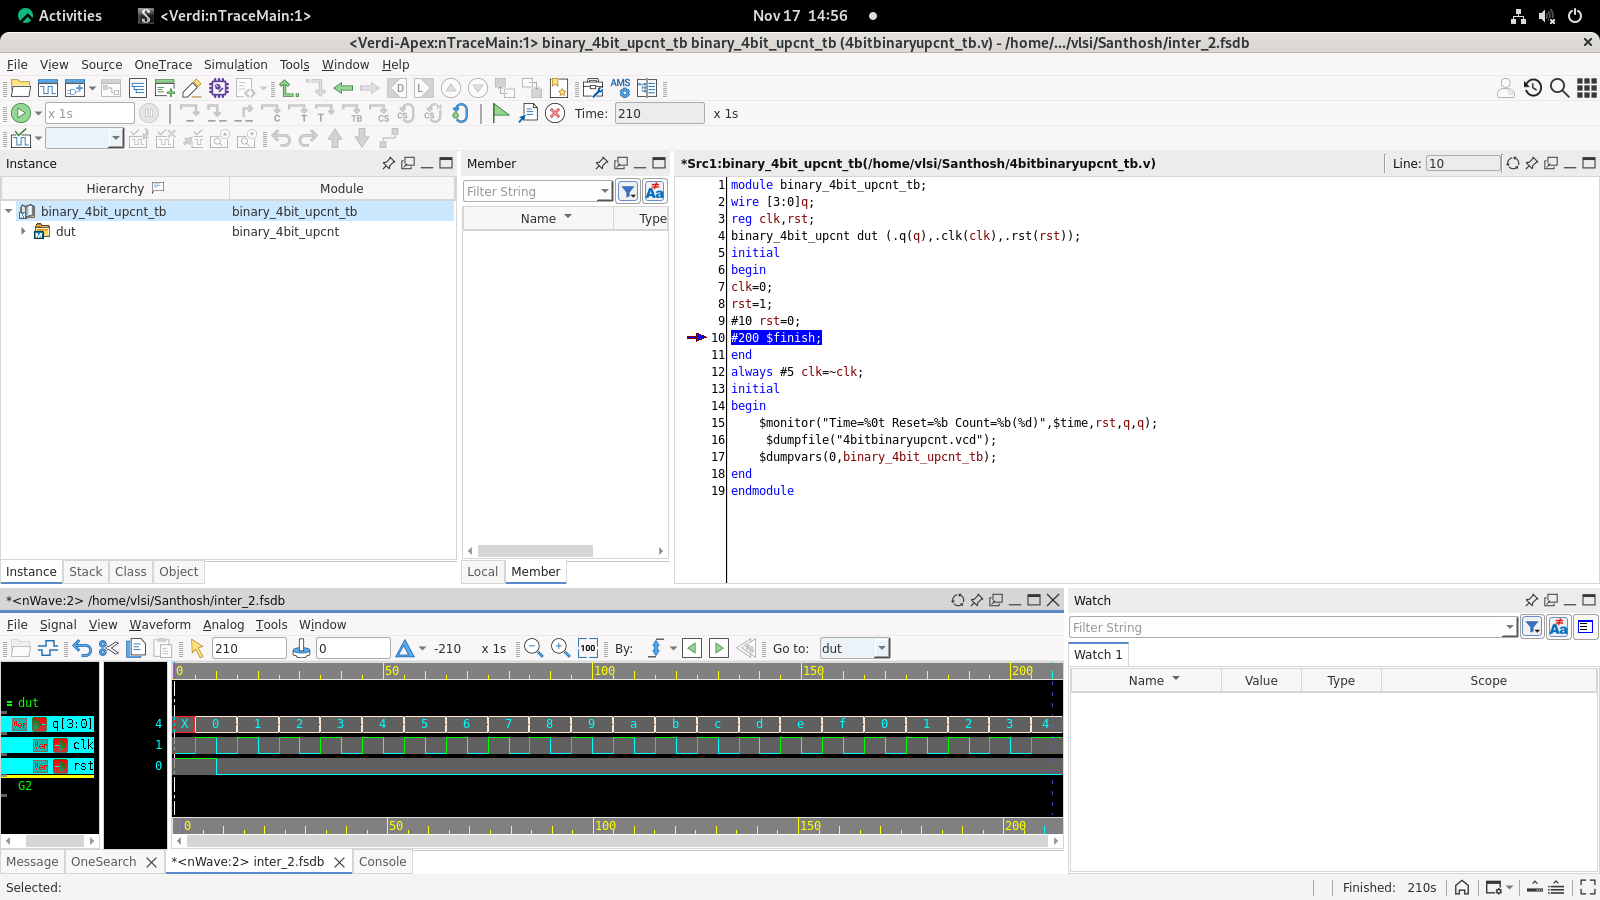 Activities <Verdi:nTraceMain:1> Nov 17 14:56
<Verdi-Apex:nTraceMain:1> binary_4bit_upcnt_tb binary_4bit_upcnt_tb (4bitbinaryupcnt_tb.v) - /home/.../vlsi/Santhosh/inter_2.fsdb
File View Source OneTrace Simulation Tools Window Help
AMS
x 1s C T TB CS CS CN Time: 210 x 1s
Instance
Hierarchy Module
binary_4bit_upcnt_tb binary_4bit_upcnt_tb
dut binary_4bit_upcnt
Instance Stack Class Object
Member
Filter String
Name Type
Local Member
*Src1:binary_4bit_upcnt_tb(/home/vlsi/Santhosh/4bitbinaryupcnt_tb.v) Line: 10
1 module binary_4bit_upcnt_tb;
2 wire [3:0]q;
3 reg clk,rst;
4 binary_4bit_upcnt dut (.q(q),.clk(clk),.rst(rst));
5 initial
6 begin
7 clk=0;
8 rst=1;
9 #10 rst=0;
10 #200 $finish;
11 end
12 always #5 clk=~clk;
13 initial
14 begin
15 $monitor("Time=%0t Reset=%b Count=%b(%d)",$time,rst,q,q);
16 $dumpfile("4bitbinaryupcnt.vcd");
17 $dumpvars(0,binary_4bit_upcnt_tb);
18 end
19 endmodule
*<nWave:2> /home/vlsi/Santhosh/inter_2.fsdb
File Signal View Waveform Analog Tools Window
210 0 -210 x 1s 100 By: Go to: dut
0 50 100 150 200
= dut
q[3:0] 4 X 0 1 2 3 4 5 6 7 8 9 a b c d e f 0 1 2 3 4
clk 1
rst 0
G2
0 50 100 150 200
Message OneSearch *<nWave:2> inter_2.fsdb Console
Watch
Filter String
Watch 1
Name Value Type Scope
Selected: Finished: 210s